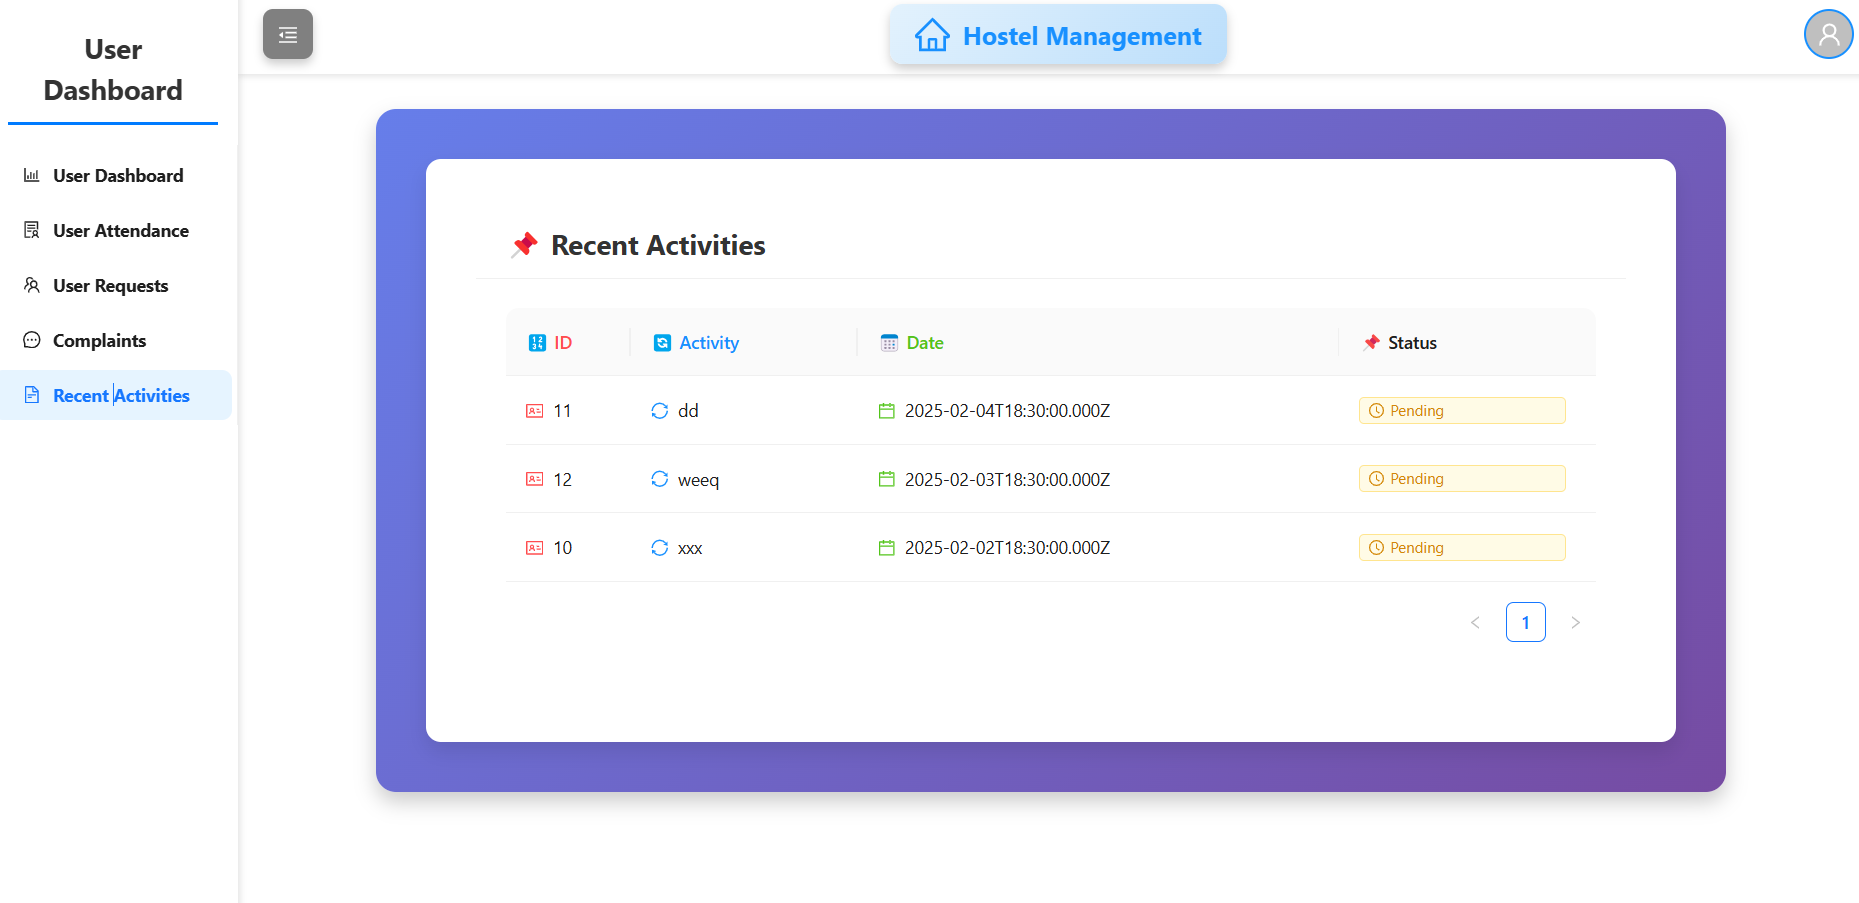 User
Dashboard
User Dashboard
User Attendance
User Requests
Complaints
Recent Activities
Hostel Management
📌 Recent Activities
🔢 ID 🔄 Activity 📅 Date 📌 Status
11 dd 2025-02-04T18:30:00.000Z Pending
12 weeq 2025-02-03T18:30:00.000Z Pending
10 xxx 2025-02-02T18:30:00.000Z Pending
< 1 >